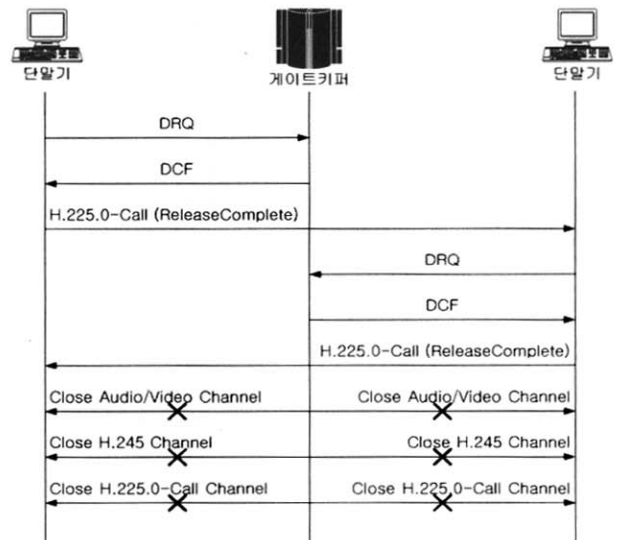 단말기
게이트키퍼
단말기
DRQ
DCF
H.225.0-Call (ReleaseComplete)
DRQ
DCF
H.225.0-Call (ReleaseComplete)
Close Audio/Video Channel
Close Audio/Video Channel
Close H.245 Channel
Close H.245 Channel
Close H.225.0-Call Channel
Close H.225.0-Call Channel